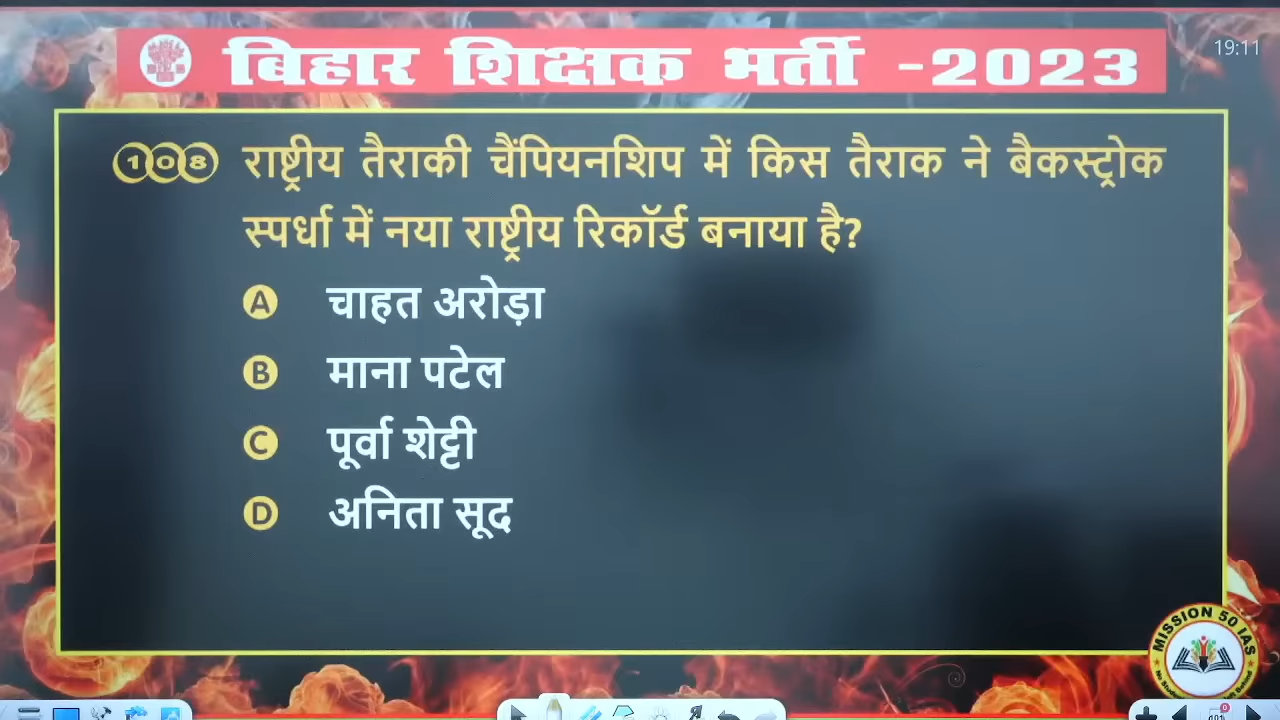 बिहार शिक्षक भर्ती -2023
19:11
108 राष्ट्रीय तैराकी चैंपियनशिप में किस तैराक ने बैकस्ट्रोक
स्पर्धा में नया राष्ट्रीय रिकॉर्ड बनाया है?
A चाहत अरोड़ा
B माना पटेल
C पूर्वा शेट्टी
D अनिता सूद
MISSION 50 IAS